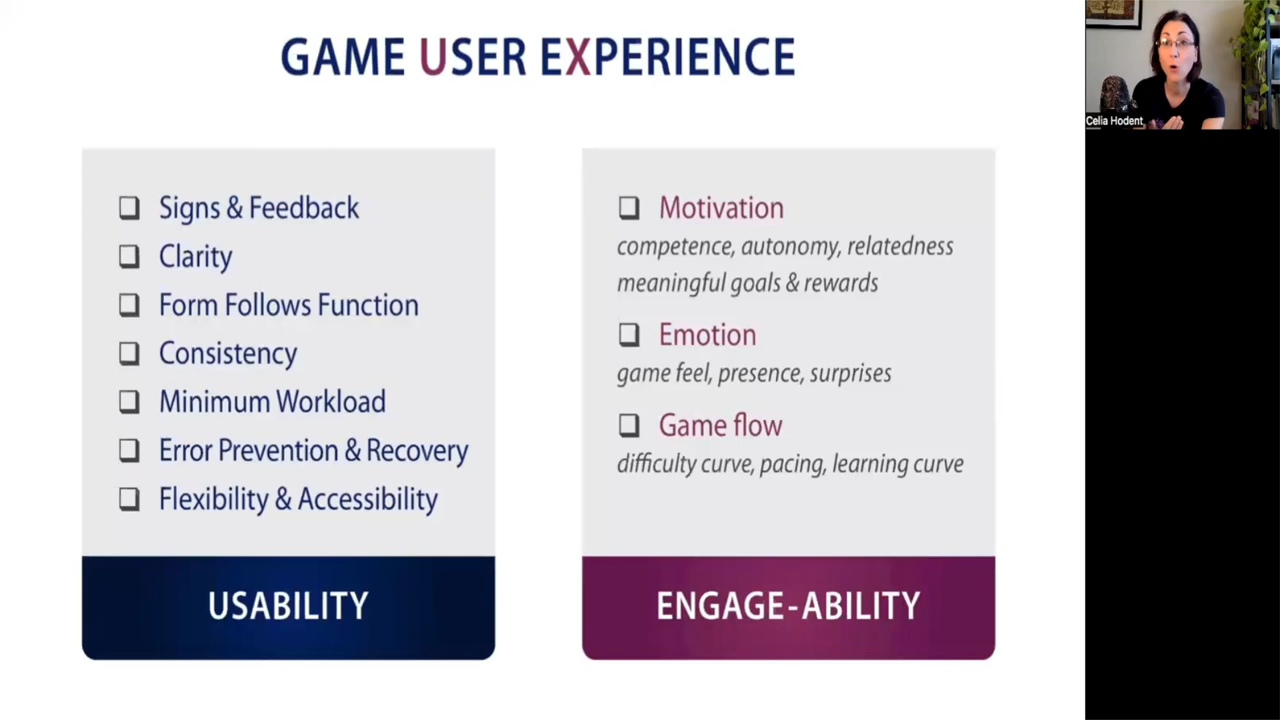 GAME USER EXPERIENCE
Signs & Feedback
Clarity
Form Follows Function
Consistency
Minimum Workload
Error Prevention & Recovery
Flexibility & Accessibility
USABILITY
Motivation
competence, autonomy, relatedness
meaningful goals & rewards
Emotion
game feel, presence, surprises
Game flow
difficulty curve, pacing, learning curve
ENGAGE-ABILITY
Celia Hodent